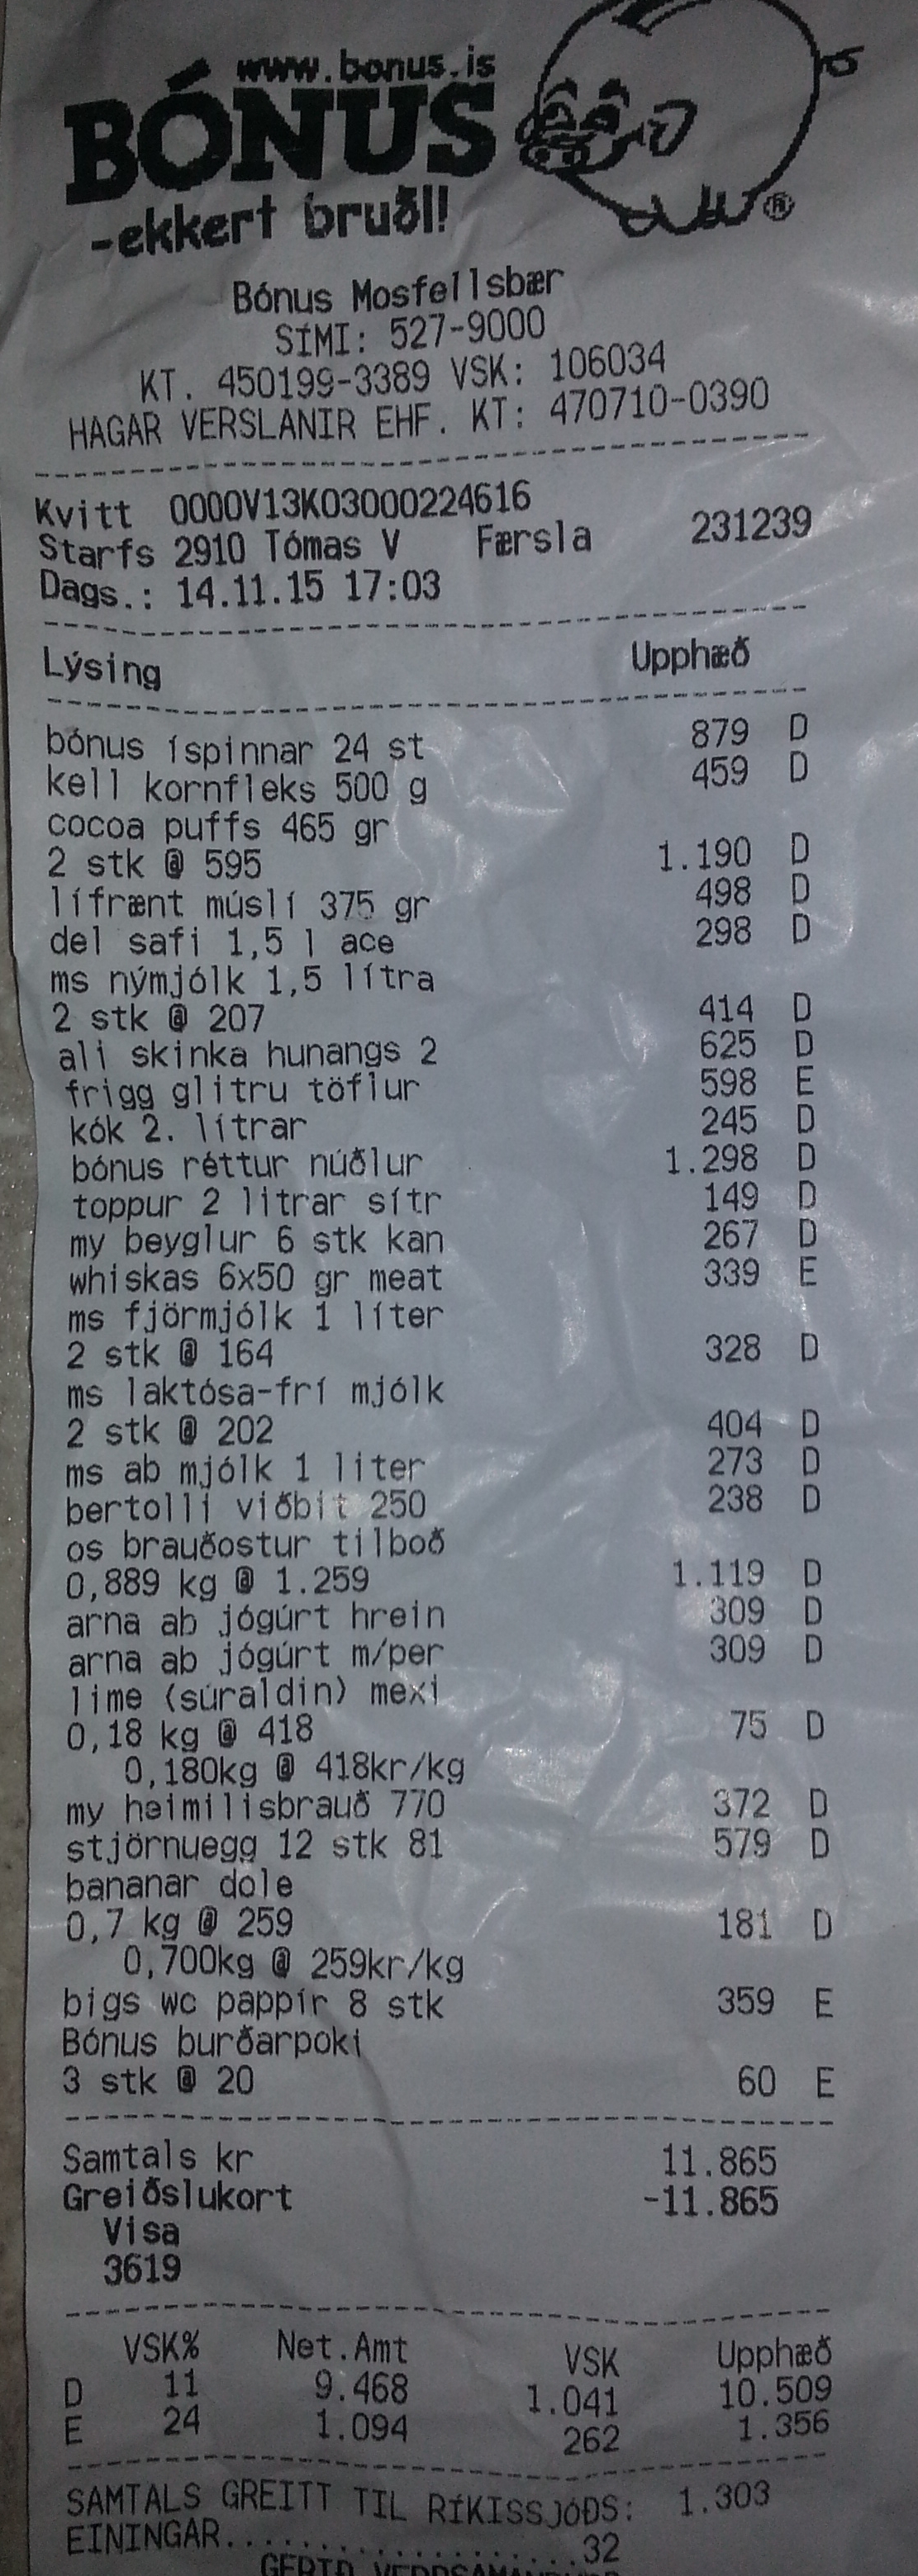 www.bonus.is
BÓNUS
-ekkert bruðl!
®
Bónus Mosfellsbær
SÍMI: 527-9000
KT. 450199-3389 VSK: 106034
HAGAR VERSLANIR EHF. KT: 470710-0390
Kvitt 0000V13K03000224616
Starfs 2910 Tómas V Færsla 231239
Dags.: 14.11.15 17:03
Lýsing Upphæð
bónus íspinnar 24 st 879 D
kell kornfleks 500 g 459 D
cocoa puffs 465 gr
2 stk @ 595 1.190 D
lífrænt múslí 375 gr 498 D
del safi 1,5 l ace 298 D
ms nýmjólk 1,5 lítra
2 stk @ 207 414 D
ali skinka hunangs 2 625 D
frigg glitru töflur 598 E
kók 2. lítrar 245 D
bónus réttur núðlur 1.298 D
toppur 2 litrar sítr 149 D
my beyglur 6 stk kan 267 D
whiskas 6x50 gr meat 339 E
ms fjörmjólk 1 líter
2 stk @ 164 328 D
ms laktósa-frí mjólk
2 stk @ 202 404 D
ms ab mjólk 1 liter 273 D
bertolli viðbit 250 238 D
os brauðostur tilboð
0,889 kg @ 1.259 1.119 D
arna ab jógúrt hrein 309 D
arna ab jógúrt m/per 309 D
lime (súraldin) mexi
0,18 kg @ 418 75 D
0,180kg @ 418kr/kg
my heimilisbrauð 770 372 D
stjörnuegg 12 stk 81 579 D
bananar dole
0,7 kg @ 259 181 D
0,700kg @ 259kr/kg
bigs wc pappír 8 stk 359 E
Bónus burðarpoki
3 stk @ 20 60 E
Samtals kr 11.865
Greiðslukort -11.865
Visa
3619
VSK% Net.Amt VSK Upphæð
D 11 9.468 1.041 10.509
E 24 1.094 262 1.356
SAMTALS GREITT TIL RÍKISSJÓÐS: 1.303
EININGAR...................32